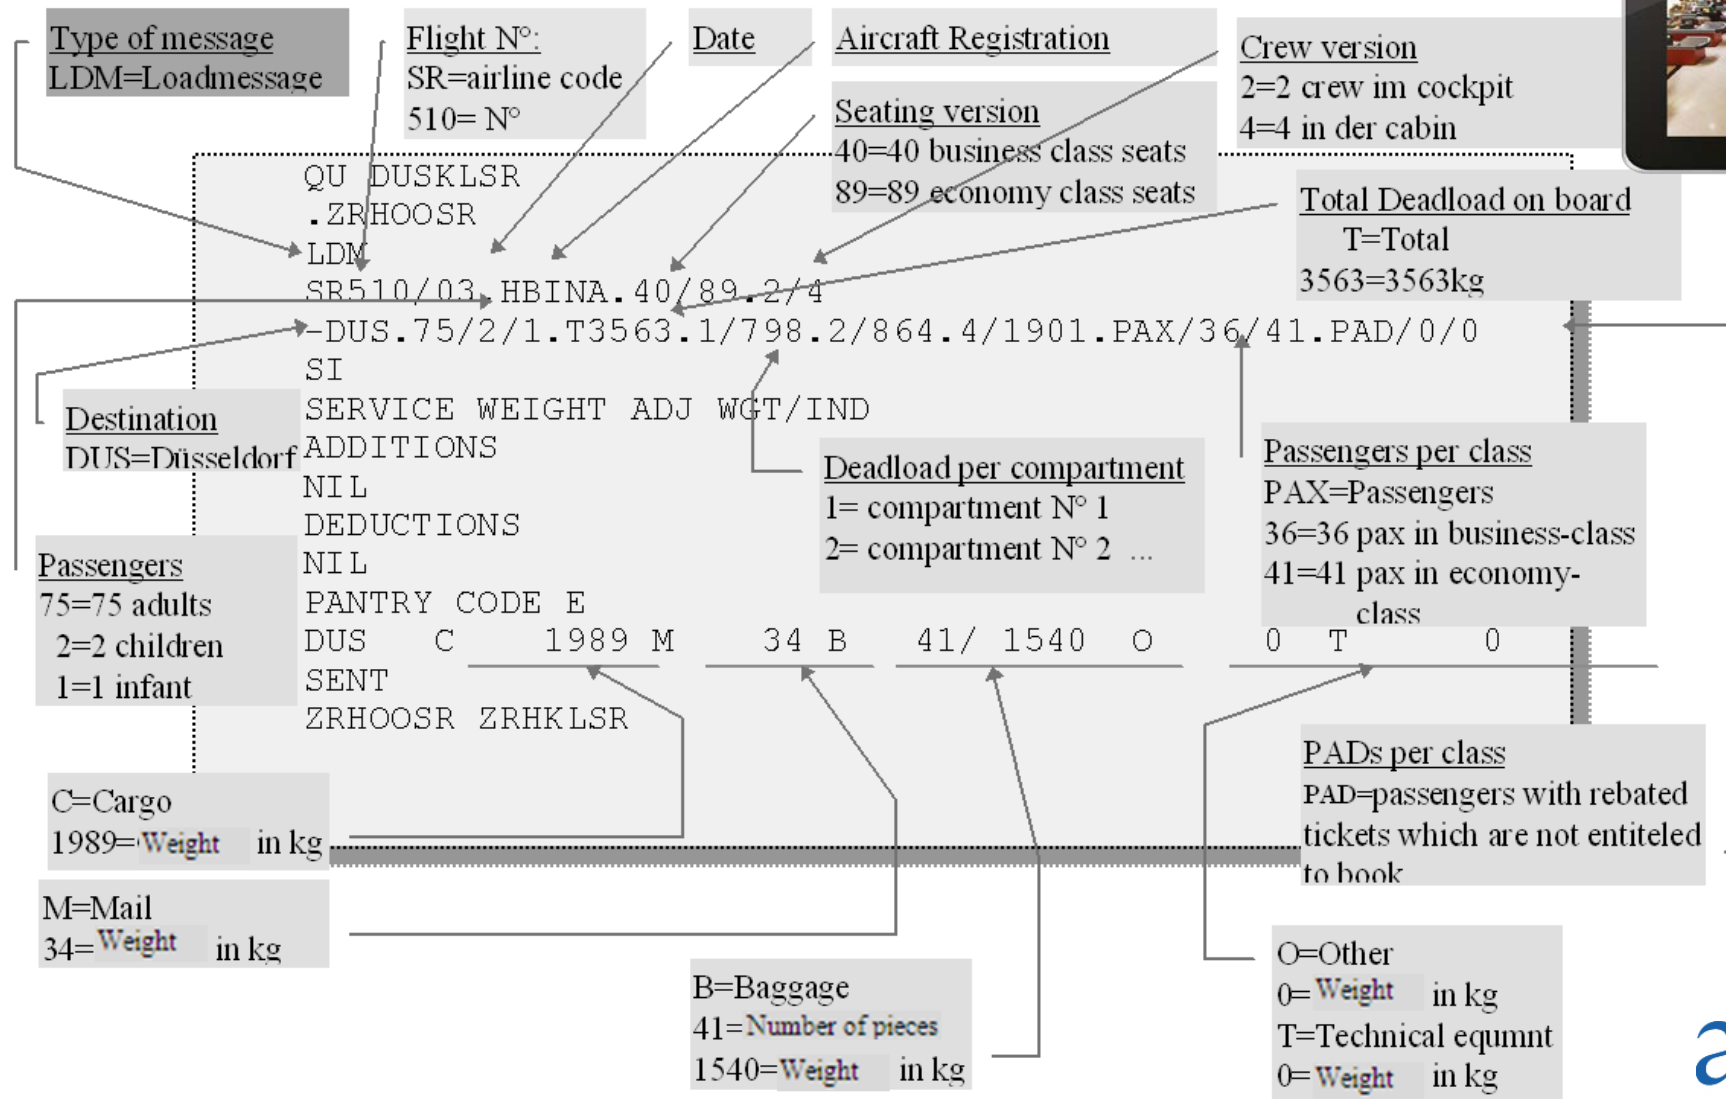 Type of message
LDM=Loadmessage
Flight N°:
SR=airline code
510= N°
Date
Aircraft Registration
Seating version
40=40 business class seats
89=89 economy class seats
Crew version
2=2 crew im cockpit
4=4 in der cabin
Total Deadload on board
T=Total
3563=3563kg
QU DUSKLSR
.ZRHOOSR
LDM
SR510/03.HBINA.40/89.2/4
-DUS.75/2/1.T3563.1/798.2/864.4/1901.PAX/36/41.PAD/0/0
SI
SERVICE WEIGHT ADJ WGT/IND
ADDITIONS
NIL
DEDUCTIONS
NIL
PANTRY CODE E
DUS C 1989 M 34 B 41/ 1540 O 0 T 0
SENT
ZRHOOSR ZRHKLSR
Destination
DUS=Düsseldorf
Passengers
75=75 adults
2=2 children
1=1 infant
Deadload per compartment
1= compartment N° 1
2= compartment N° 2 ...
Passengers per class
PAX=Passengers
36=36 pax in business-class
41=41 pax in economy-
class
PADs per class
PAD=passengers with rebated
tickets which are not entiteled
to book
C=Cargo
1989= Weight in kg
M=Mail
34= Weight in kg
B=Baggage
41= Number of pieces
1540= Weight in kg
O=Other
0= Weight in kg
T=Technical equmnt
0= Weight in kg
a